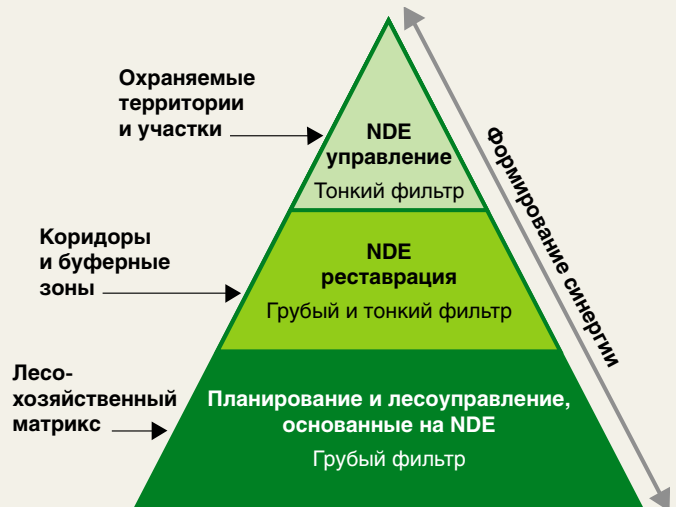 Охраняемые
территории
и участки
NDE
управление
Тонкий фильтр
Коридоры
и буферные
зоны
NDE
реставрация
Грубый и тонкий фильтр
Лесо-
хозяйственный
матрикс
Планирование и лесоуправление,
основанные на NDE
Грубый фильтр
Формирование синергии